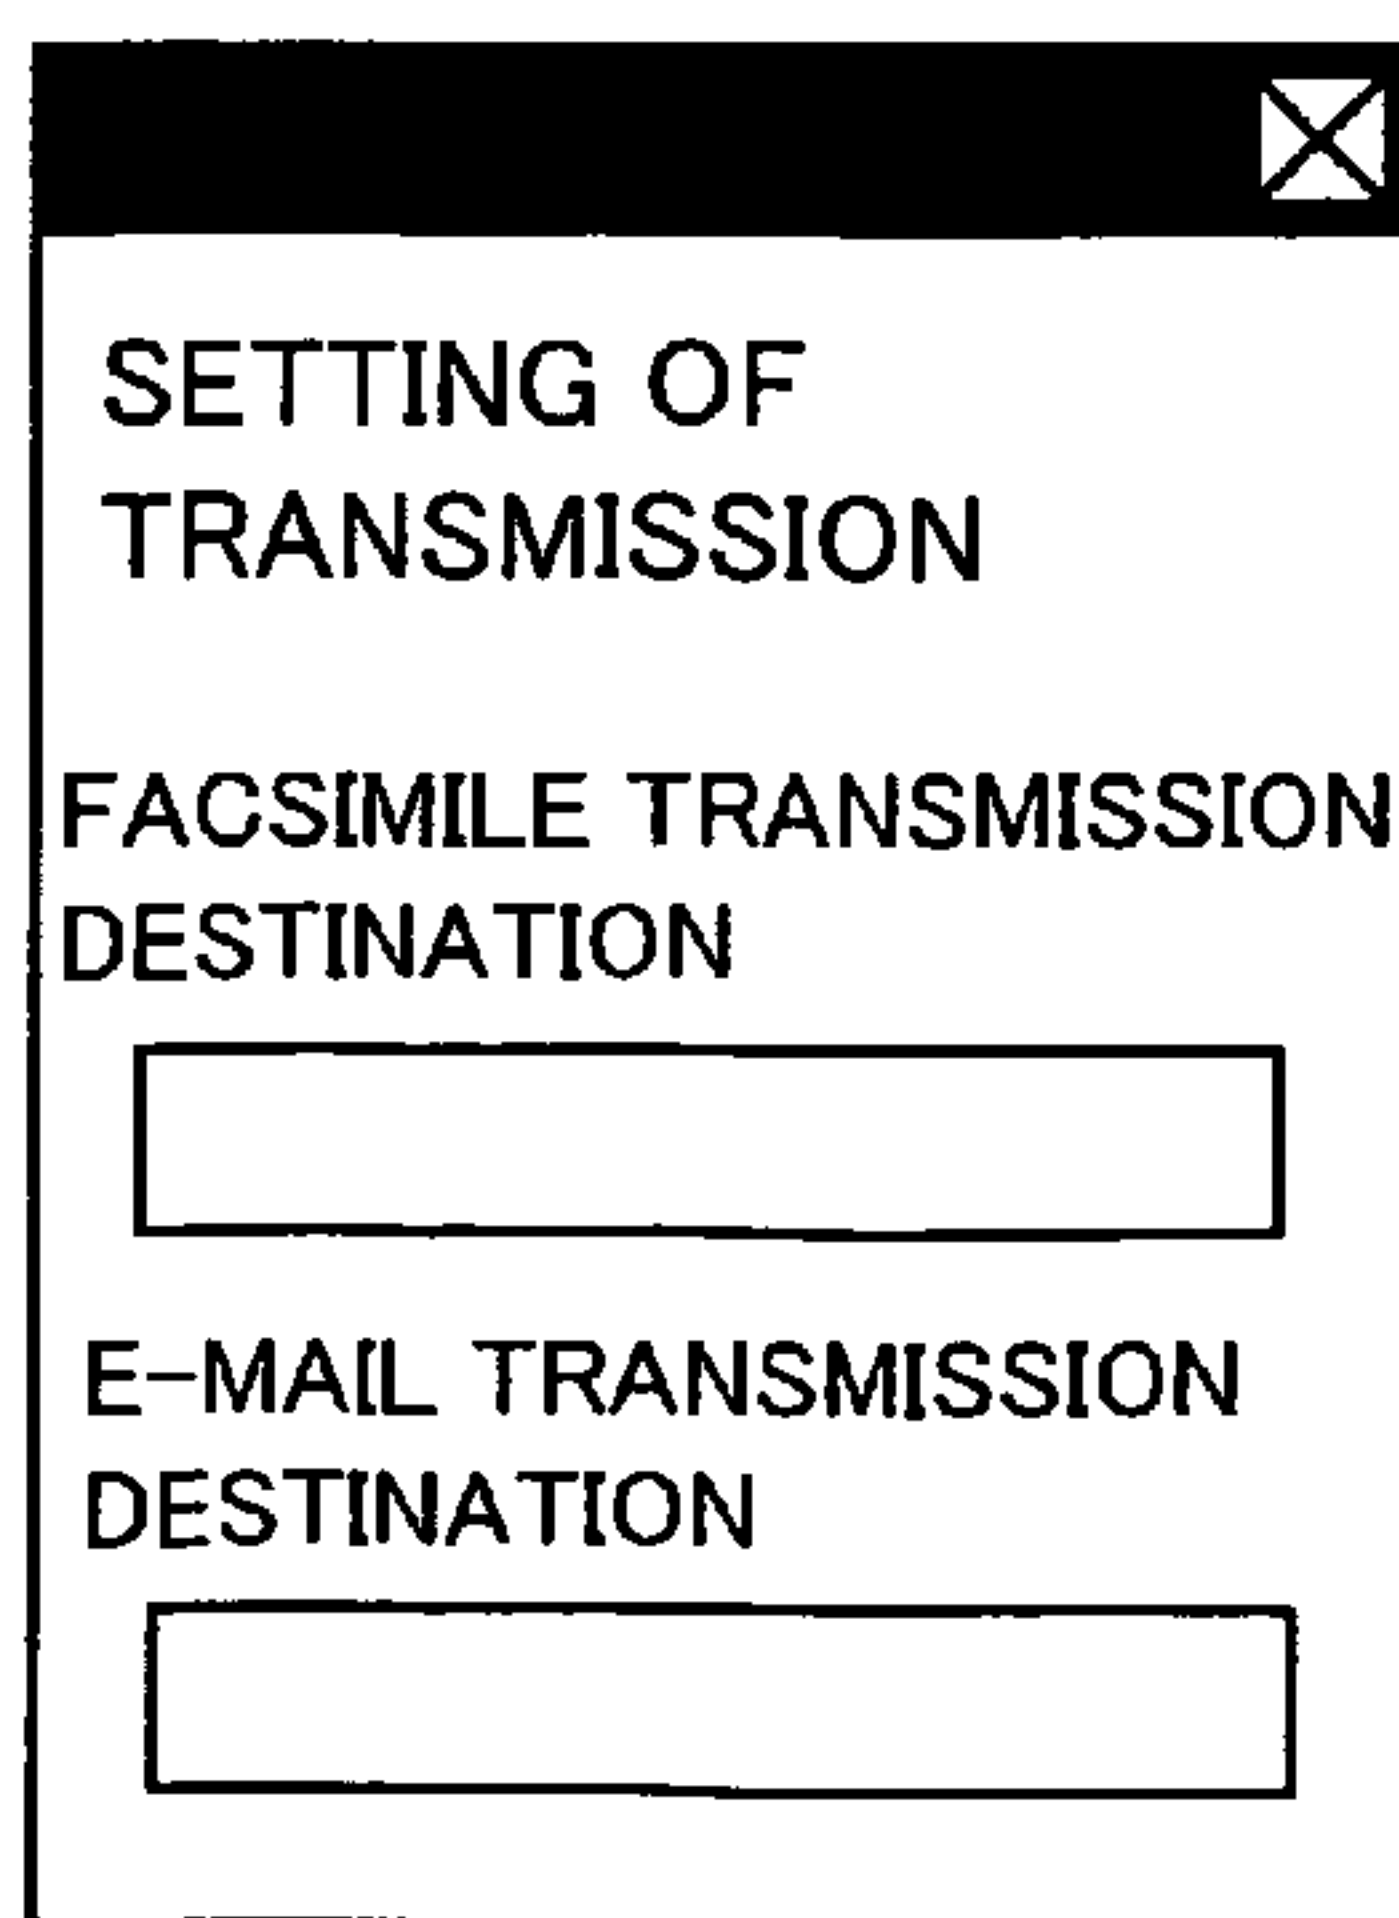 SETTING OF
TRANSMISSION
FACSIMILE TRANSMISSION
DESTINATION
E-MAIL TRANSMISSION
DESTINATION